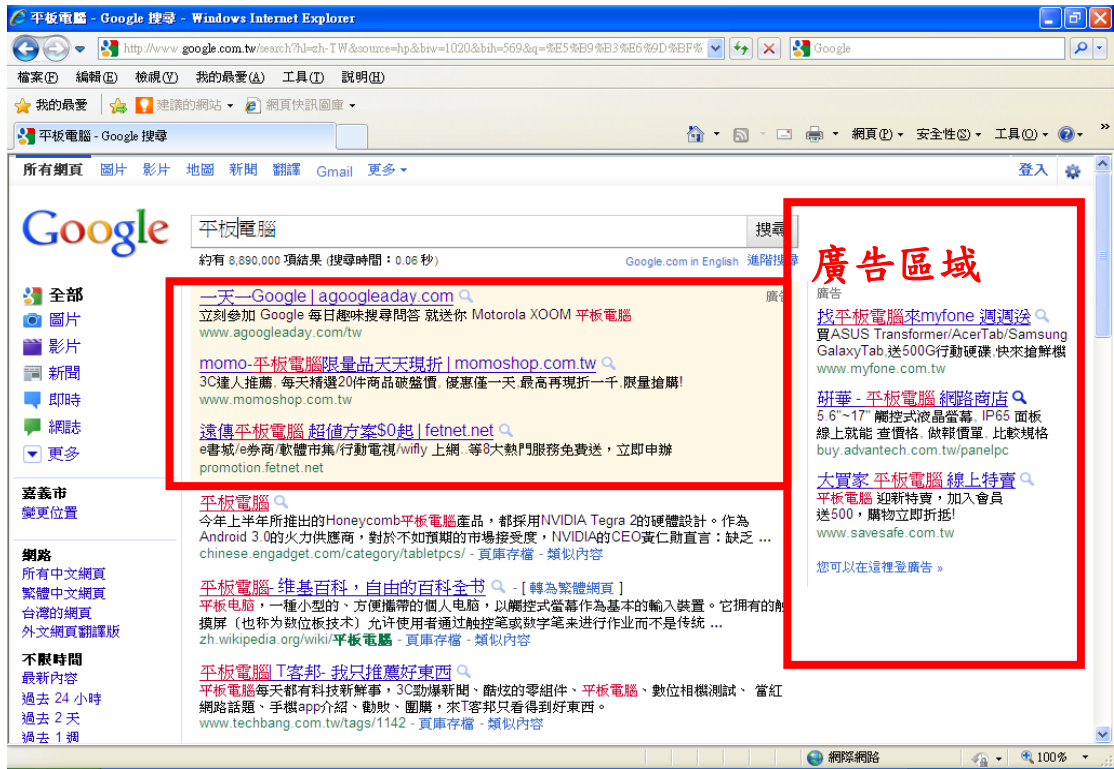 平板電腦 - Google 搜尋 - Windows Internet Explorer
http://www.google.com.tw/search?hl=zh-TW&source=hp&biw=1020&bih=569&q=%E5%B9%B3%E6%9D%BF%
Google
檔案(F) 編輯(E) 檢視(V) 我的最愛(A) 工具(T) 說明(H)
我的最愛 建議的網站 網頁快訊圖庫
平板電腦 - Google 搜尋
網頁(P) 安全性(S) 工具(O)
所有網頁 圖片 影片 地圖 新聞 翻譯 Gmail 更多
登入
Google
平板電腦
搜尋
約有 8,890,000 項結果 (搜尋時間：0.06 秒)
Google.com in English 進階搜尋
全部
圖片
影片
新聞
即時
網誌
更多
嘉義市
變更位置
網路
所有中文網頁
繁體中文網頁
台灣的網頁
外文網頁翻譯版
不限時間
最新內容
過去 24 小時
過去 2 天
過去 1 週
一天一Google | agoogleaday.com
廣告
立刻參加 Google 每日趣味搜尋問答 就送你 Motorola XOOM 平板電腦
www.agoogleaday.com/tw
momo-平板電腦限量品天天現折 | momoshop.com.tw
3C達人推薦, 每天精選20件商品破盤價, 優惠僅一天,最高再現折一千,限量搶購!
www.momoshop.com.tw
遠傳平板電腦 超值方案$0起 | fetnet.net
e書城/e券商/軟體市集/行動電視/wifly 上網..等8大熱門服務免費送，立即申辦
promotion.fetnet.net
平板電腦
今年上半年所推出的Honeycomb平板電腦產品，都採用NVIDIA Tegra 2的硬體設計。作為
Android 3.0的火力供應商，對於不如預期的市場接受度，NVIDIA的CEO黃仁勛直言：缺乏 ...
chinese.engadget.com/category/tabletpcs/ - 頁庫存檔 - 類似內容
平板電腦- 维基百科，自由的百科全书 - [ 轉為繁體網頁 ]
平板电脑，一種小型的、方便攜帶的個人电脑，以觸控式螢幕作為基本的輸入裝置。它拥有的触
摸屏（也称为数位板技术）允许使用者通过触控笔或数字笔来进行作业而不是传统 ...
zh.wikipedia.org/wiki/平板電腦 - 頁庫存檔 - 類似內容
平板電腦 | T客邦- 我只推薦好東西
平板電腦每天都有科技新鮮事，3C勁爆新聞、酷炫的零組件、平板電腦、數位相機測試、 當紅
網路話題、手機app介紹、勸敗、團購，來T客邦只看得到好東西。
www.techbang.com.tw/tags/1142 - 頁庫存檔 - 類似內容
廣告區域
廣告
找平板電腦來myfone 週週送
買ASUS Transformer/AcerTab/Samsung
GalaxyTab,送500G行動硬碟,快來搶鮮機
www.myfone.com.tw
研華 - 平板電腦 網路商店
5.6"~17" 觸控式液晶螢幕, IP65 面板
線上就能 查價格, 做報價單, 比較規格
buy.advantech.com.tw/panelpc
大買家 平板電腦 線上特賣
平板電腦 迎新特賣，加入會員
送500，購物立即折抵!
www.savesafe.com.tw
您可以在這裡登廣告 »
網際網路
100%